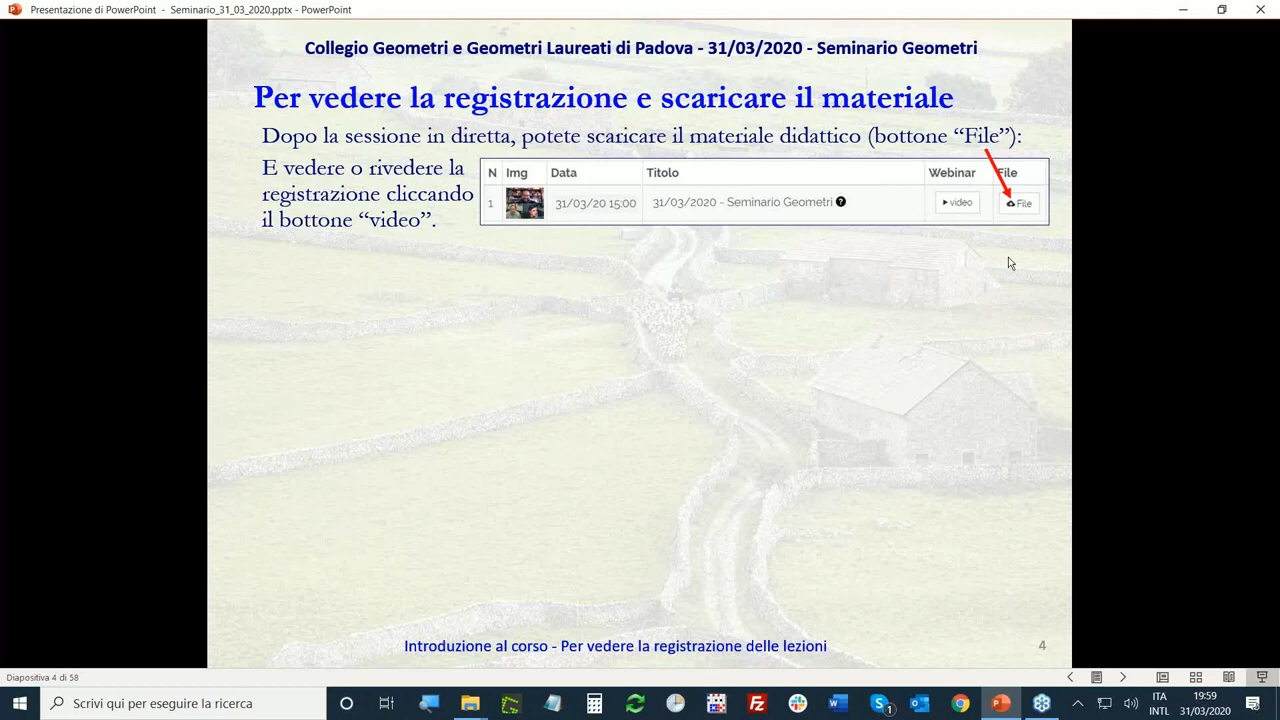 Presentazione di PowerPoint - Seminario_31_03_2020.pptx - PowerPoint
Collegio Geometri e Geometri Laureati di Padova - 31/03/2020 - Seminario Geometri
Per vedere la registrazione e scaricare il materiale
Dopo la sessione in diretta, potete scaricare il materiale didattico (bottone “File”):
E vedere o rivedere la
registrazione cliccando
il bottone “video”.
N Img Data Titolo Webinar File
1 31/03/20 15:00 31/03/2020 - Seminario Geometri ? video File
Introduzione al corso - Per vedere la registrazione delle lezioni
4
Diapositiva 4 di 58
Scrivi qui per eseguire la ricerca
ITA
INTL
19:59
31/03/2020